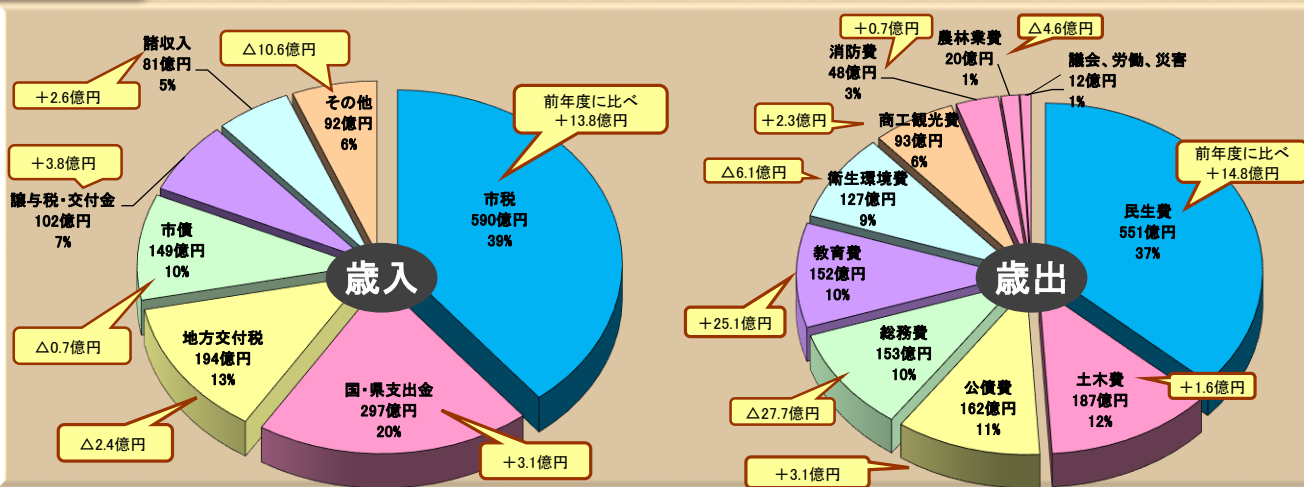 諸収入
81億円
5%
+2.6億円
△10.6億円
その他
92億円
6%
前年度に比べ
+13.8億円
市税
590億円
39%
+3.8億円
譲与税・交付金
102億円
7%
市債
149億円
10%
△0.7億円
地方交付税
194億円
13%
△2.4億円
国・県支出金
297億円
20%
+3.1億円
歳入
+0.7億円
消防費
48億円
3%
農林業費
20億円
1%
△4.6億円
議会、労働、災害
12億円
1%
+2.3億円
商工観光費
93億円
6%
前年度に比べ
+14.8億円
民生費
551億円
37%
△6.1億円
衛生環境費
127億円
9%
教育費
152億円
10%
+25.1億円
総務費
153億円
10%
△27.7億円
公債費
162億円
11%
+3.1億円
土木費
187億円
12%
+1.6億円
歳出